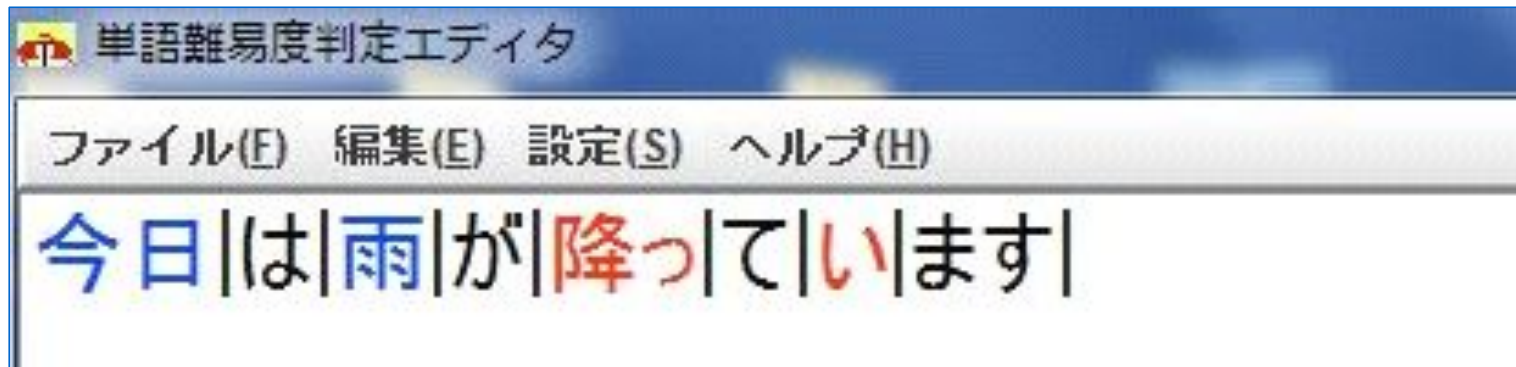 単語難易度判定エディタ
ファイル(F) 編集(E) 設定(S) ヘルプ(H)
今日|は|雨|が|降っ|て|い|ます|